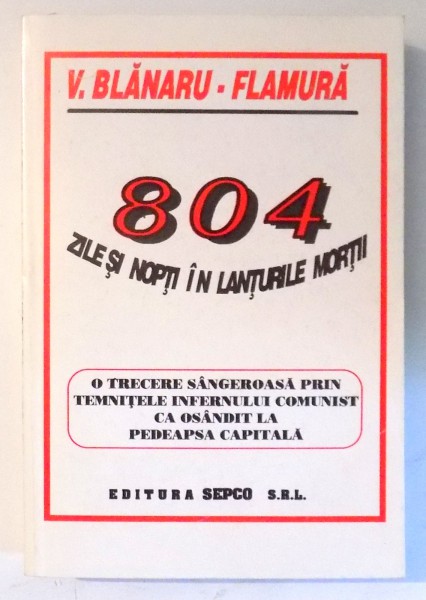 V. BLĂNARU - FLAMURĂ
804
ZILE ŞI NOPŢI ÎN LANŢURILE MORŢII
O TRECERE SÂNGEROASĂ PRIN
TEMNIŢELE INFERNULUI COMUNIST
CA OSÂNDIT LA
PEDEAPSA CAPITALĂ
EDITURA SEPCO S.R.L.